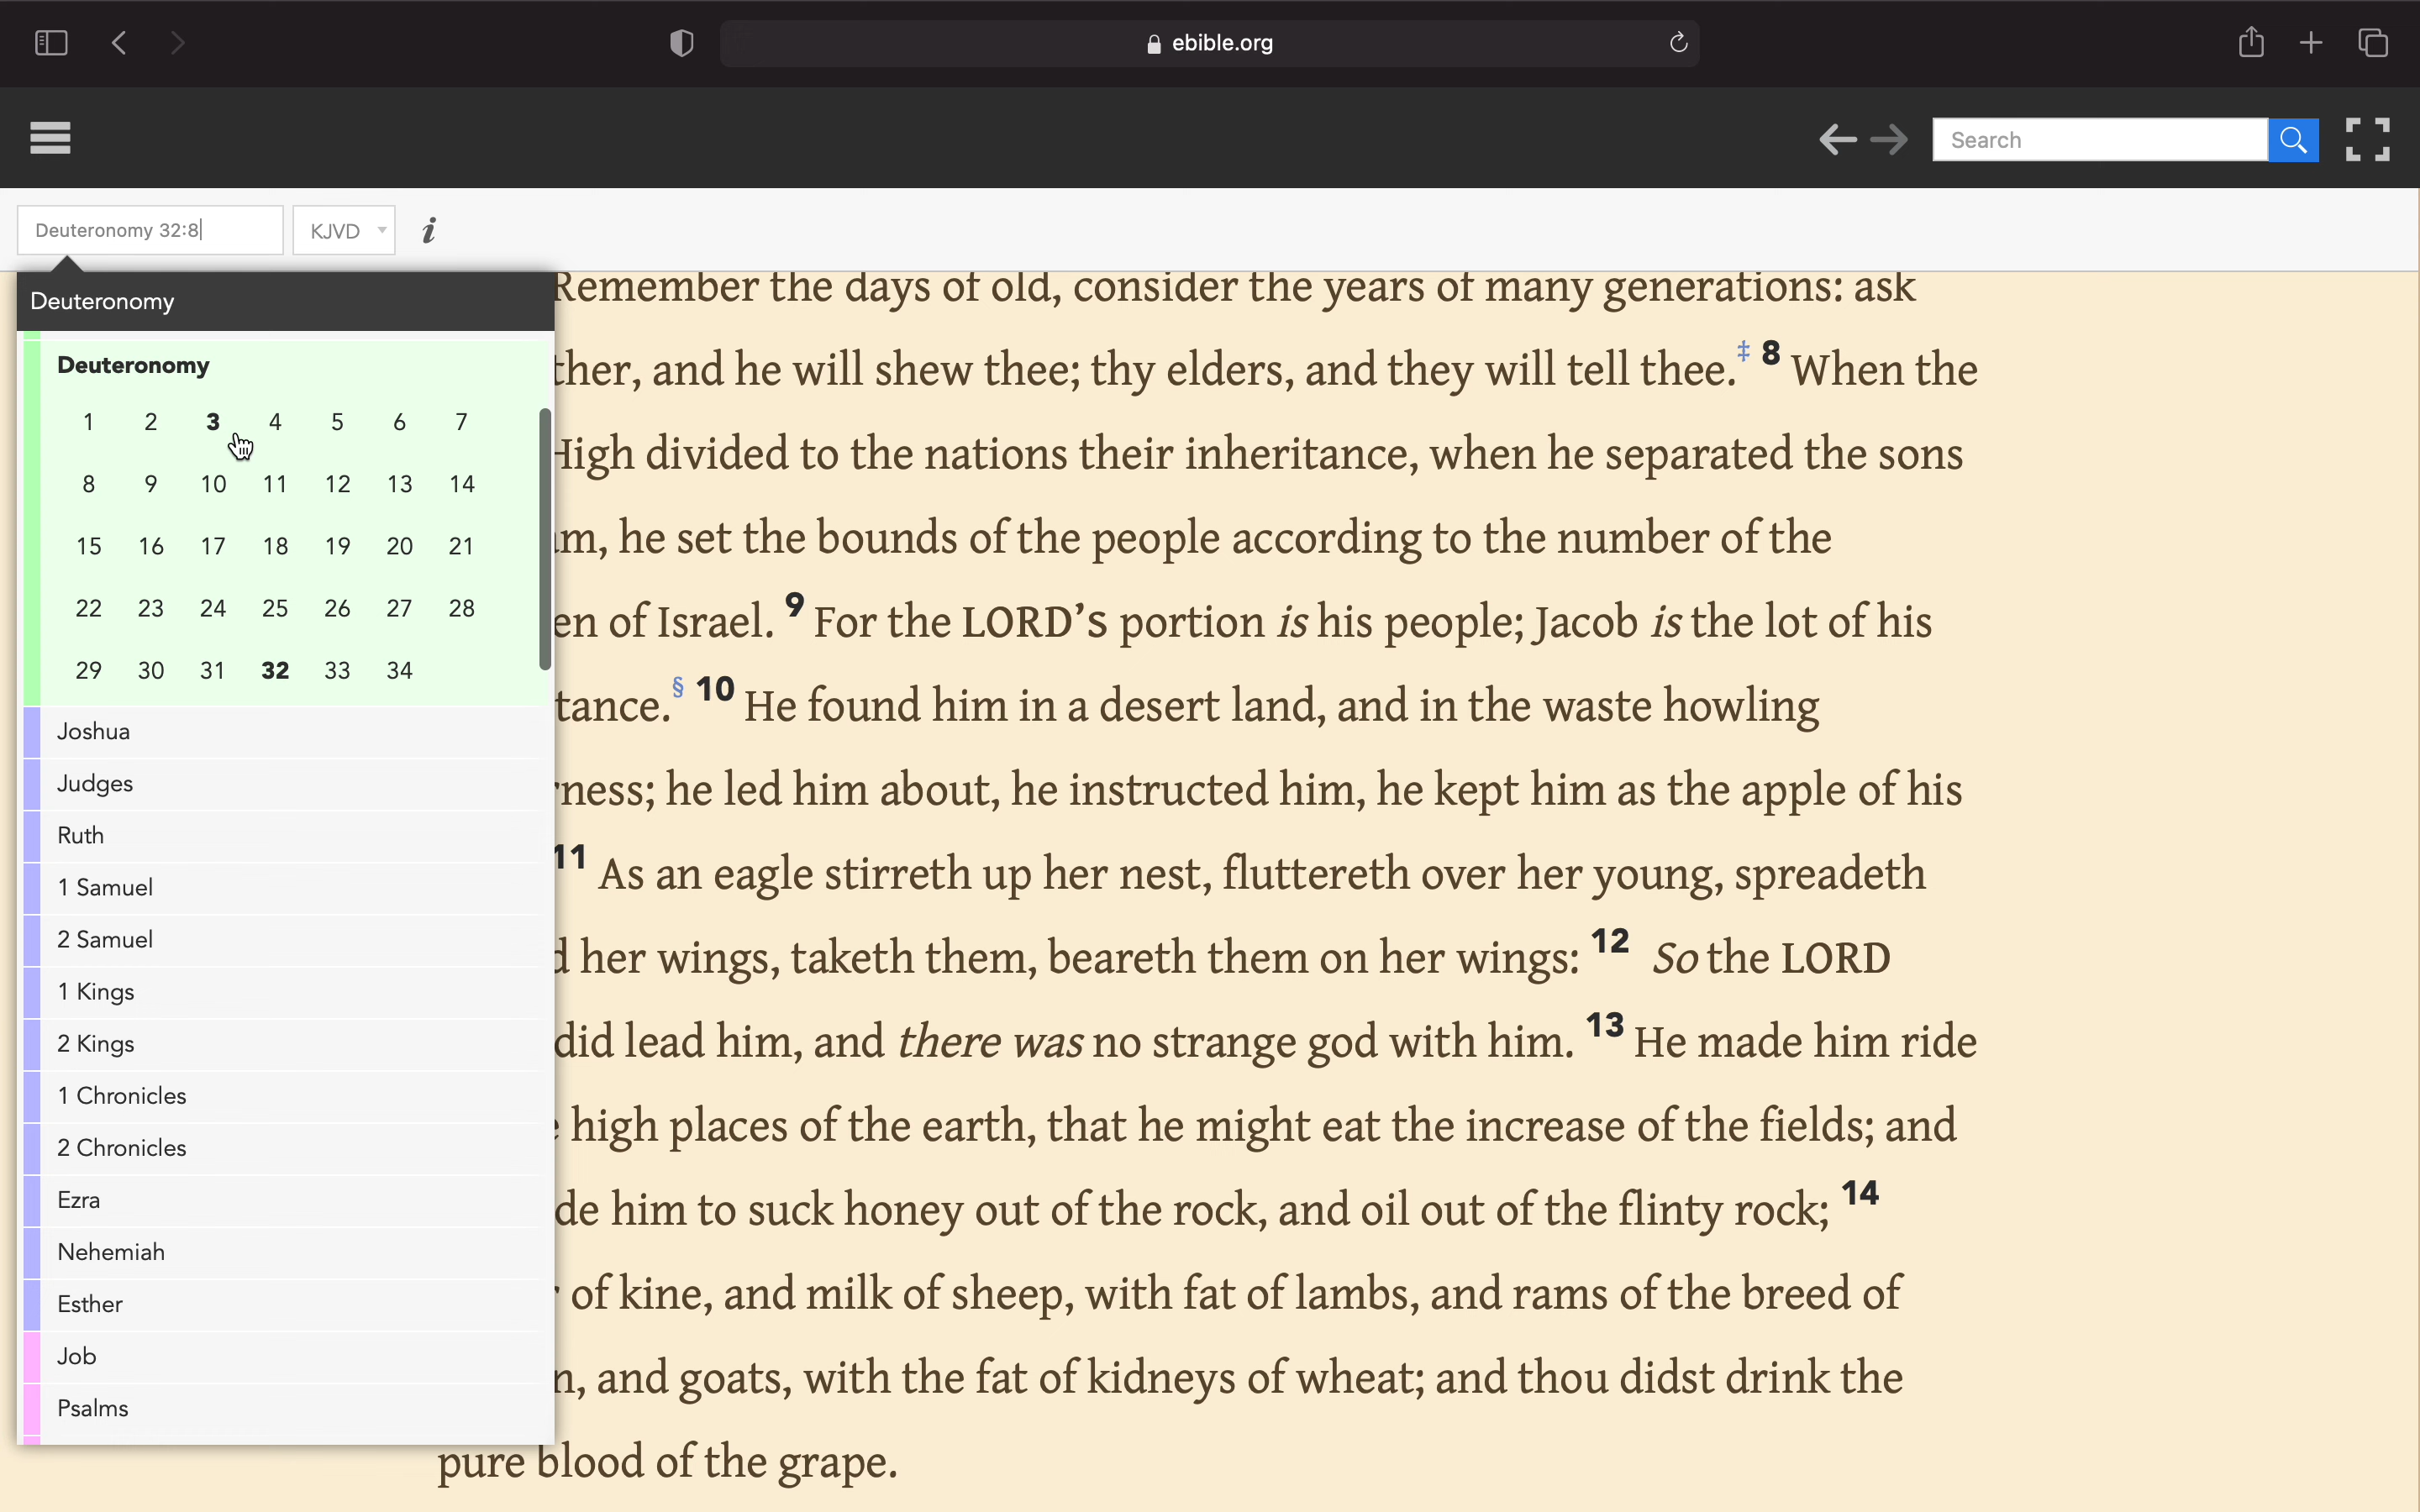 ebible.org
Search
Deuteronomy 32:8
KJVD
i
Deuteronomy
Deuteronomy
1 2 3 4 5 6 7
8 9 10 11 12 13 14
15 16 17 18 19 20 21
22 23 24 25 26 27 28
29 30 31 32 33 34
Joshua
Judges
Ruth
1 Samuel
2 Samuel
1 Kings
2 Kings
1 Chronicles
2 Chronicles
Ezra
Nehemiah
Esther
Job
Psalms
Remember the days of old, consider the years of many generations: ask
ther, and he will shew thee; thy elders, and they will tell thee.‡ 8 When the
High divided to the nations their inheritance, when he separated the sons
am, he set the bounds of the people according to the number of the
en of Israel. 9 For the LORD’S portion is his people; Jacob is the lot of his
tance.§ 10 He found him in a desert land, and in the waste howling
ness; he led him about, he instructed him, he kept him as the apple of his
11 As an eagle stirreth up her nest, fluttereth over her young, spreadeth
d her wings, taketh them, beareth them on her wings: 12 So the LORD
did lead him, and there was no strange god with him. 13 He made him ride
high places of the earth, that he might eat the increase of the fields; and
de him to suck honey out of the rock, and oil out of the flinty rock; 14
of kine, and milk of sheep, with fat of lambs, and rams of the breed of
n, and goats, with the fat of kidneys of wheat; and thou didst drink the
pure blood of the grape.